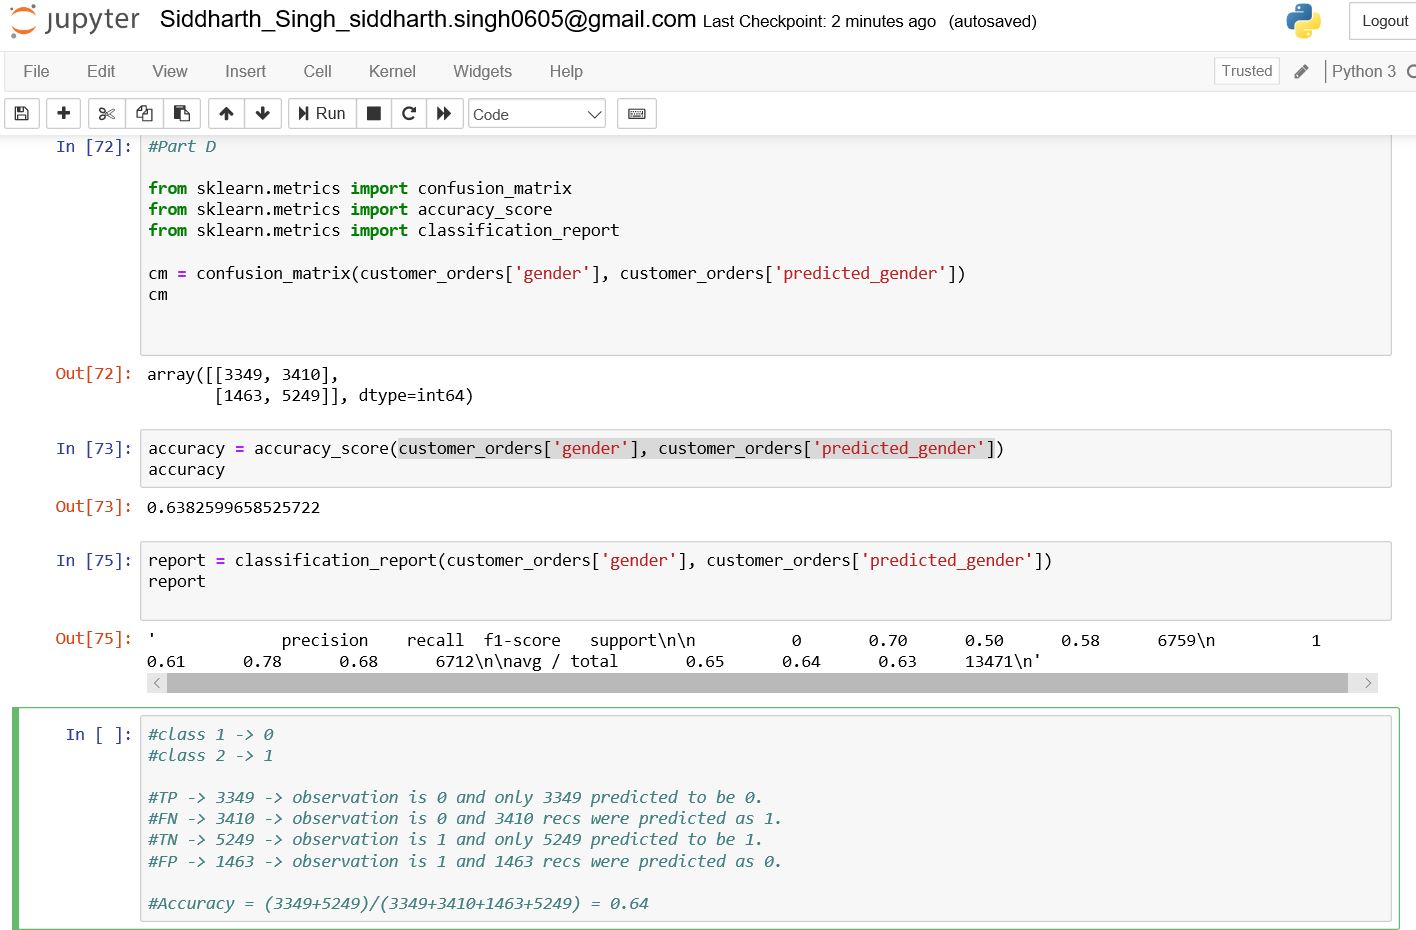 jupyter Siddharth_Singh_siddharth.singh0605@gmail.com Last Checkpoint: 2 minutes ago (autosaved) Logout
File Edit View Insert Cell Kernel Widgets Help Trusted Python 3
Run Code
In [72]: #Part D
from sklearn.metrics import confusion_matrix
from sklearn.metrics import accuracy_score
from sklearn.metrics import classification_report
cm = confusion_matrix(customer_orders['gender'], customer_orders['predicted_gender'])
cm
Out[72]: array([[3349, 3410],
[1463, 5249]], dtype=int64)
In [73]: accuracy = accuracy_score(customer_orders['gender'], customer_orders['predicted_gender'])
accuracy
Out[73]: 0.6382599658525722
In [75]: report = classification_report(customer_orders['gender'], customer_orders['predicted_gender'])
report
Out[75]: ' precision recall f1-score support\n\n 0 0.70 0.50 0.58 6759\n 1
0.61 0.78 0.68 6712\n\navg / total 0.65 0.64 0.63 13471\n'
In [ ]: #class 1 -> 0
#class 2 -> 1
#TP -> 3349 -> observation is 0 and only 3349 predicted to be 0.
#FN -> 3410 -> observation is 0 and 3410 recs were predicted as 1.
#TN -> 5249 -> observation is 1 and only 5249 predicted to be 1.
#FP -> 1463 -> observation is 1 and 1463 recs were predicted as 0.
#Accuracy = (3349+5249)/(3349+3410+1463+5249) = 0.64